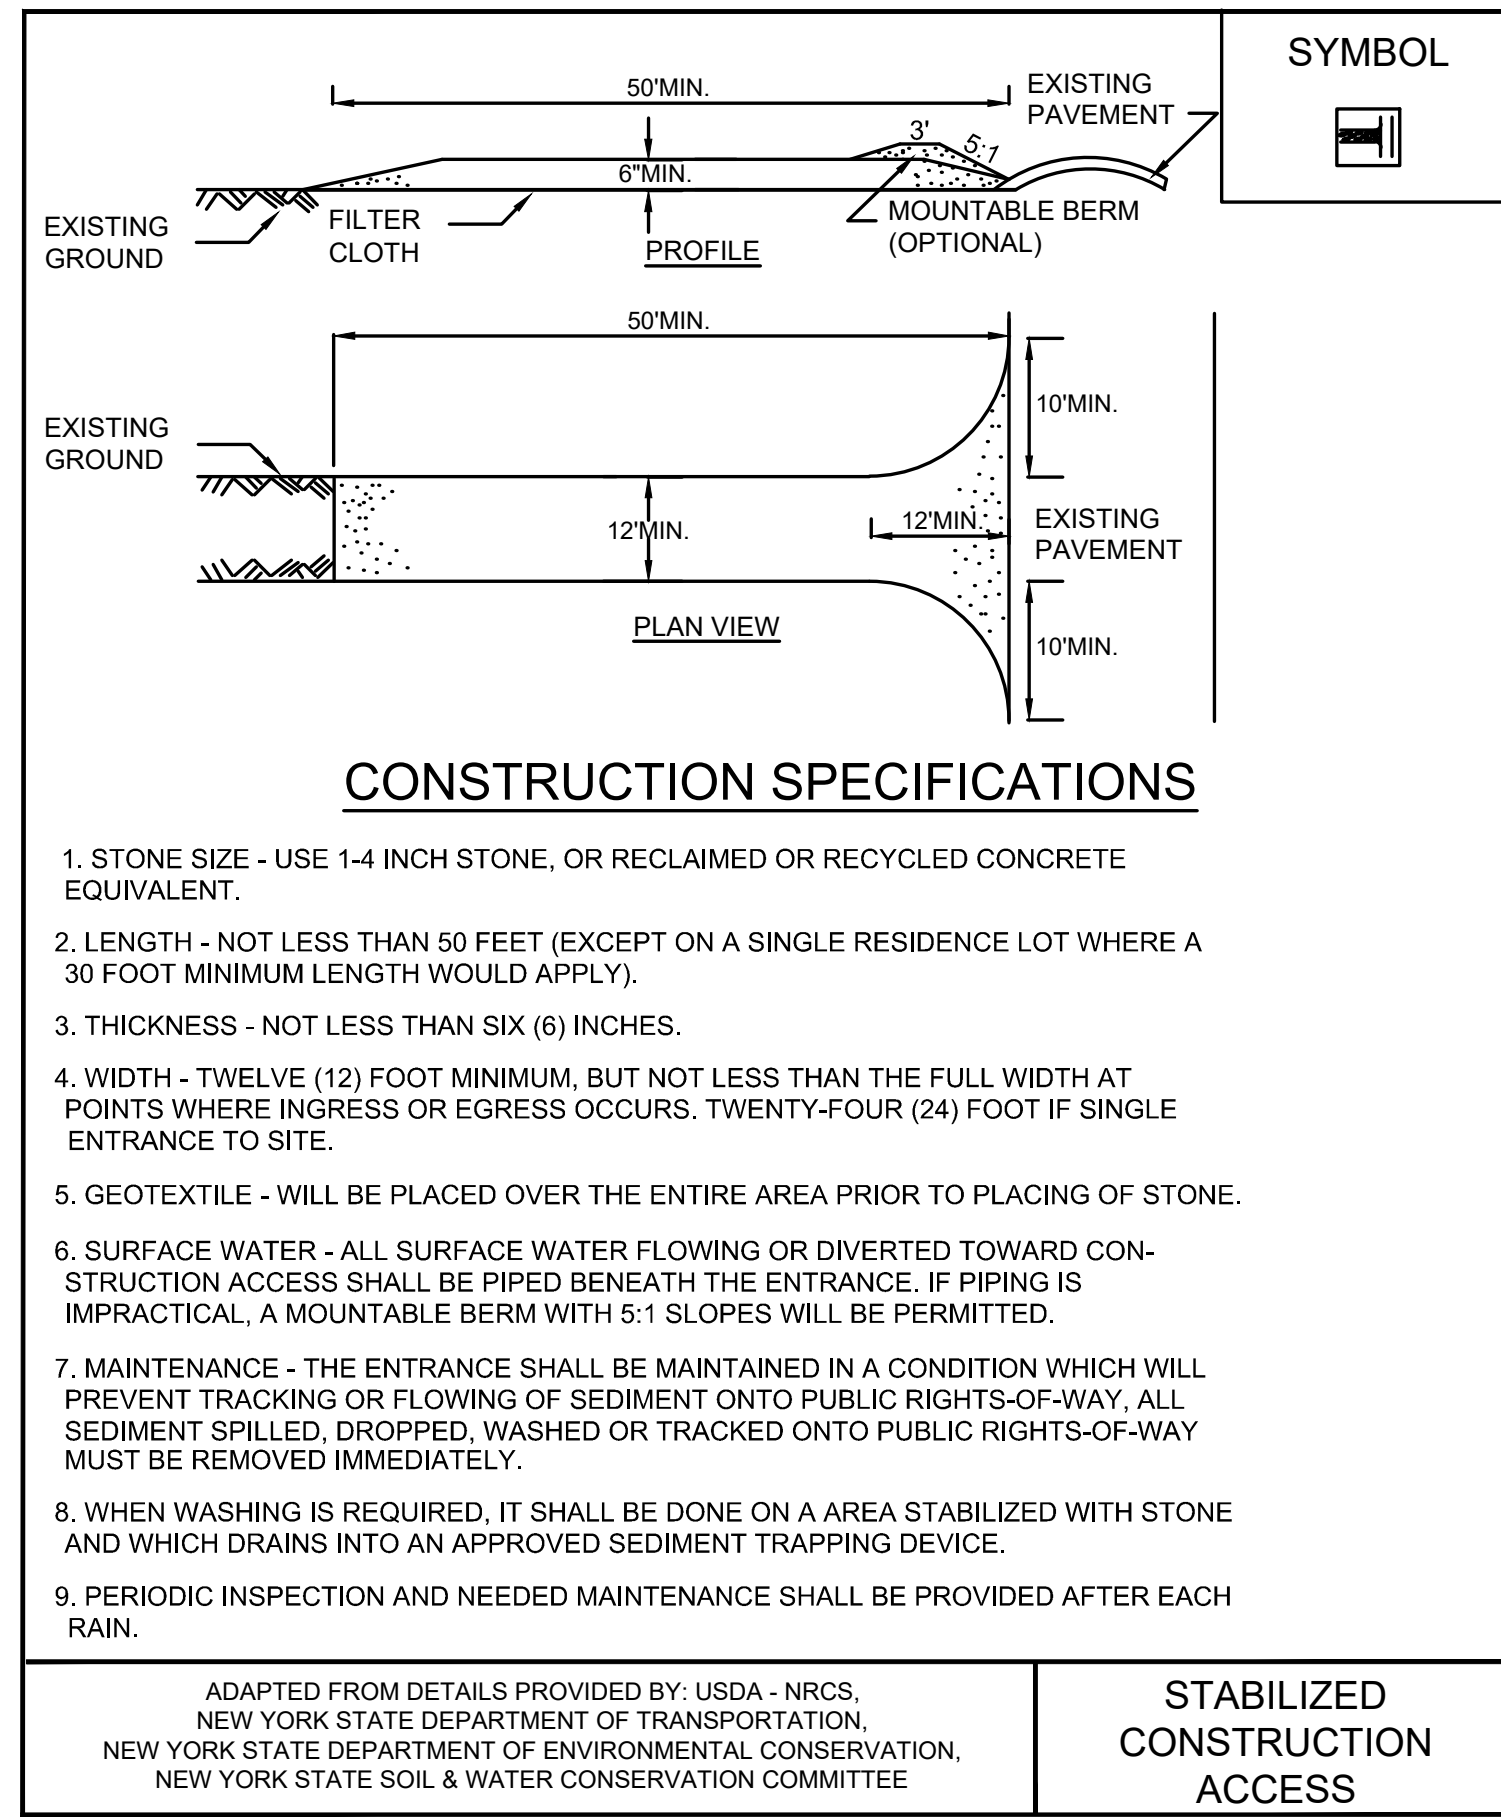 SYMBOL
50'MIN.
EXISTING
PAVEMENT
3'
5:1
6"MIN.
EXISTING
GROUND
FILTER
CLOTH
PROFILE
MOUNTABLE BERM
(OPTIONAL)
50'MIN.
10'MIN.
EXISTING
GROUND
12'MIN.
12'MIN.
EXISTING
PAVEMENT
PLAN VIEW
10'MIN.
CONSTRUCTION SPECIFICATIONS
1. STONE SIZE - USE 1-4 INCH STONE, OR RECLAIMED OR RECYCLED CONCRETE
EQUIVALENT.
2. LENGTH - NOT LESS THAN 50 FEET (EXCEPT ON A SINGLE RESIDENCE LOT WHERE A
30 FOOT MINIMUM LENGTH WOULD APPLY).
3. THICKNESS - NOT LESS THAN SIX (6) INCHES.
4. WIDTH - TWELVE (12) FOOT MINIMUM, BUT NOT LESS THAN THE FULL WIDTH AT
POINTS WHERE INGRESS OR EGRESS OCCURS. TWENTY-FOUR (24) FOOT IF SINGLE
ENTRANCE TO SITE.
5. GEOTEXTILE - WILL BE PLACED OVER THE ENTIRE AREA PRIOR TO PLACING OF STONE.
6. SURFACE WATER - ALL SURFACE WATER FLOWING OR DIVERTED TOWARD CON-
STRUCTION ACCESS SHALL BE PIPED BENEATH THE ENTRANCE. IF PIPING IS
IMPRACTICAL, A MOUNTABLE BERM WITH 5:1 SLOPES WILL BE PERMITTED.
7. MAINTENANCE - THE ENTRANCE SHALL BE MAINTAINED IN A CONDITION WHICH WILL
PREVENT TRACKING OR FLOWING OF SEDIMENT ONTO PUBLIC RIGHTS-OF-WAY, ALL
SEDIMENT SPILLED, DROPPED, WASHED OR TRACKED ONTO PUBLIC RIGHTS-OF-WAY
MUST BE REMOVED IMMEDIATELY.
8. WHEN WASHING IS REQUIRED, IT SHALL BE DONE ON A AREA STABILIZED WITH STONE
AND WHICH DRAINS INTO AN APPROVED SEDIMENT TRAPPING DEVICE.
9. PERIODIC INSPECTION AND NEEDED MAINTENANCE SHALL BE PROVIDED AFTER EACH
RAIN.
ADAPTED FROM DETAILS PROVIDED BY: USDA - NRCS,
NEW YORK STATE DEPARTMENT OF TRANSPORTATION,
NEW YORK STATE DEPARTMENT OF ENVIRONMENTAL CONSERVATION,
NEW YORK STATE SOIL & WATER CONSERVATION COMMITTEE
STABILIZED
CONSTRUCTION
ACCESS